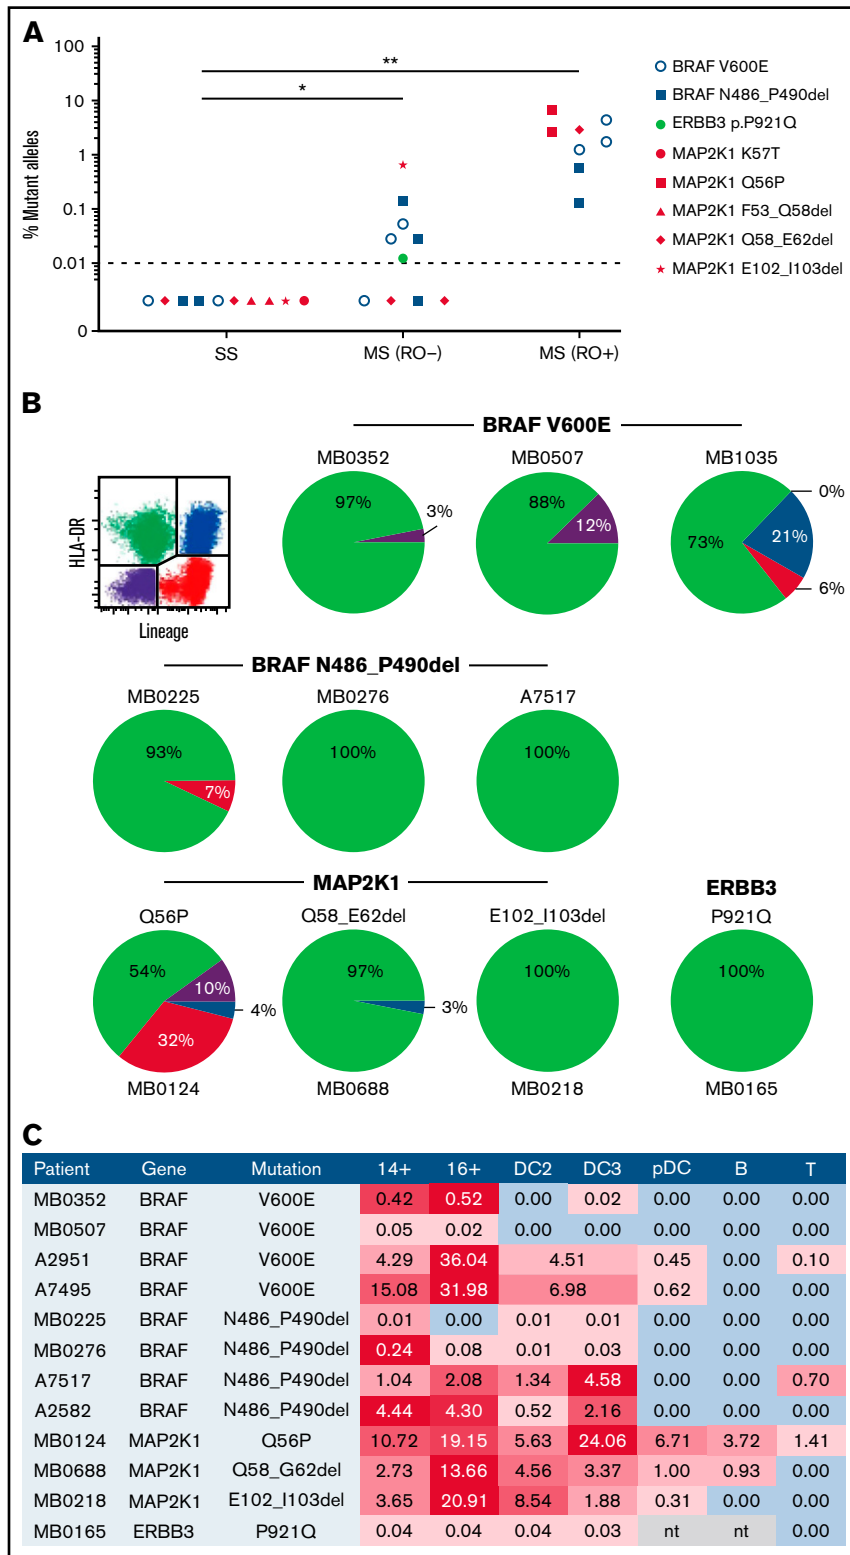 A
100
10
1
0.1
0.01
0
% Mutant alleles
**
*
SS
MS (RO−)
MS (RO+)
BRAF V600E
BRAF N486_P490del
ERBB3 p.P921Q
MAP2K1 K57T
MAP2K1 Q56P
MAP2K1 F53_Q58del
MAP2K1 Q58_E62del
MAP2K1 E102_I103del
B
BRAF V600E
MB0352 MB0507 MB1035
HLA-DR
Lineage
97% 3%
88% 12%
73% 0% 21% 6%
BRAF N486_P490del
MB0225 MB0276 A7517
93% 7%
100%
100%
MAP2K1 ERBB3
Q56P Q58_E62del E102_I103del P921Q
54% 10% 4% 32%
97% 3%
100%
100%
MB0124 MB0688 MB0218 MB0165
C
Patient Gene Mutation 14+ 16+ DC2 DC3 pDC B T
MB0352 BRAF V600E 0.42 0.52 0.00 0.02 0.00 0.00 0.00
MB0507 BRAF V600E 0.05 0.02 0.00 0.00 0.00 0.00 0.00
A2951 BRAF V600E 4.29 36.04 4.51 0.45 0.00 0.10
A7495 BRAF V600E 15.08 31.98 6.98 0.62 0.00 0.00
MB0225 BRAF N486_P490del 0.01 0.00 0.01 0.01 0.00 0.00 0.00
MB0276 BRAF N486_P490del 0.24 0.08 0.01 0.03 0.00 0.00 0.00
A7517 BRAF N486_P490del 1.04 2.08 1.34 4.58 0.00 0.00 0.70
A2582 BRAF N486_P490del 4.44 4.30 0.52 2.16 0.00 0.00 0.00
MB0124 MAP2K1 Q56P 10.72 19.15 5.63 24.06 6.71 3.72 1.41
MB0688 MAP2K1 Q58_G62del 2.73 13.66 4.56 3.37 1.00 0.93 0.00
MB0218 MAP2K1 E102_I103del 3.65 20.91 8.54 1.88 0.31 0.00 0.00
MB0165 ERBB3 P921Q 0.04 0.04 0.04 0.03 nt nt 0.00